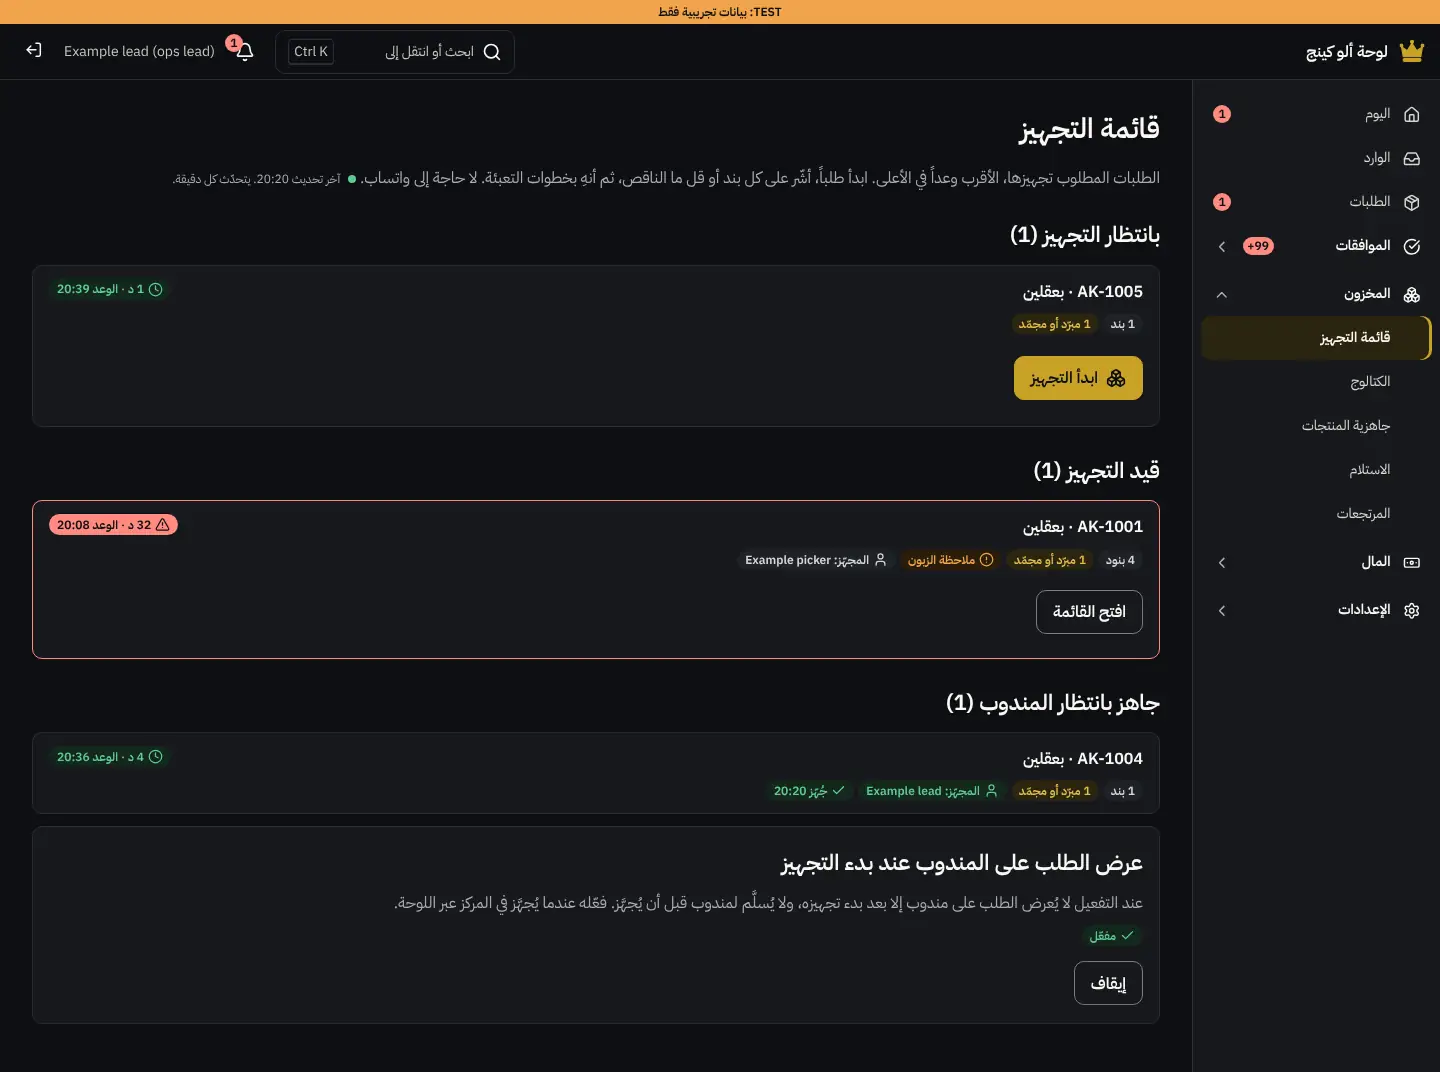 TEST: بيانات تجريبية فقط
لوحة ألو كينج
ابحث أو انتقل إلى
Ctrl K
1
Example lead (ops lead)
اليوم
1
الوارد
الطلبات
1
الموافقات
99+
المخزون
قائمة التجهيز
الكتالوج
جاهزية المنتجات
الاستلام
المرتجعات
المال
الإعدادات
قائمة التجهيز
الطلبات المطلوب تجهيزها، الأقرب وعداً في الأعلى. ابدأ طلباً، أشّر على كل بند أو قل ما الناقص، ثم أنهِ بخطوات التعبئة. لا حاجة إلى واتساب. آخر تحديث 20:20. يتحدّث كل دقيقة.
بانتظار التجهيز (1)
AK-1005 · بعقلين
1 د · الوعد 20:39
1 بند
1 مبرّد أو مجمّد
ابدأ التجهيز
قيد التجهيز (1)
AK-1001 · بعقلين
32 د · الوعد 20:08
4 بنود
1 مبرّد أو مجمّد
ملاحظة الزبون
المجهّز: Example picker
افتح القائمة
جاهز بانتظار المندوب (1)
AK-1004 · بعقلين
4 د · الوعد 20:36
1 بند
1 مبرّد أو مجمّد
المجهّز: Example lead
جُهّز 20:20
عرض الطلب على المندوب عند بدء التجهيز
عند التفعيل لا يُعرض الطلب على مندوب إلا بعد بدء تجهيزه، ولا يُسلَّم لمندوب قبل أن يُجهَّز. فعّله عندما يُجهَّز في المركز عبر اللوحة.
مفعّل
إيقاف